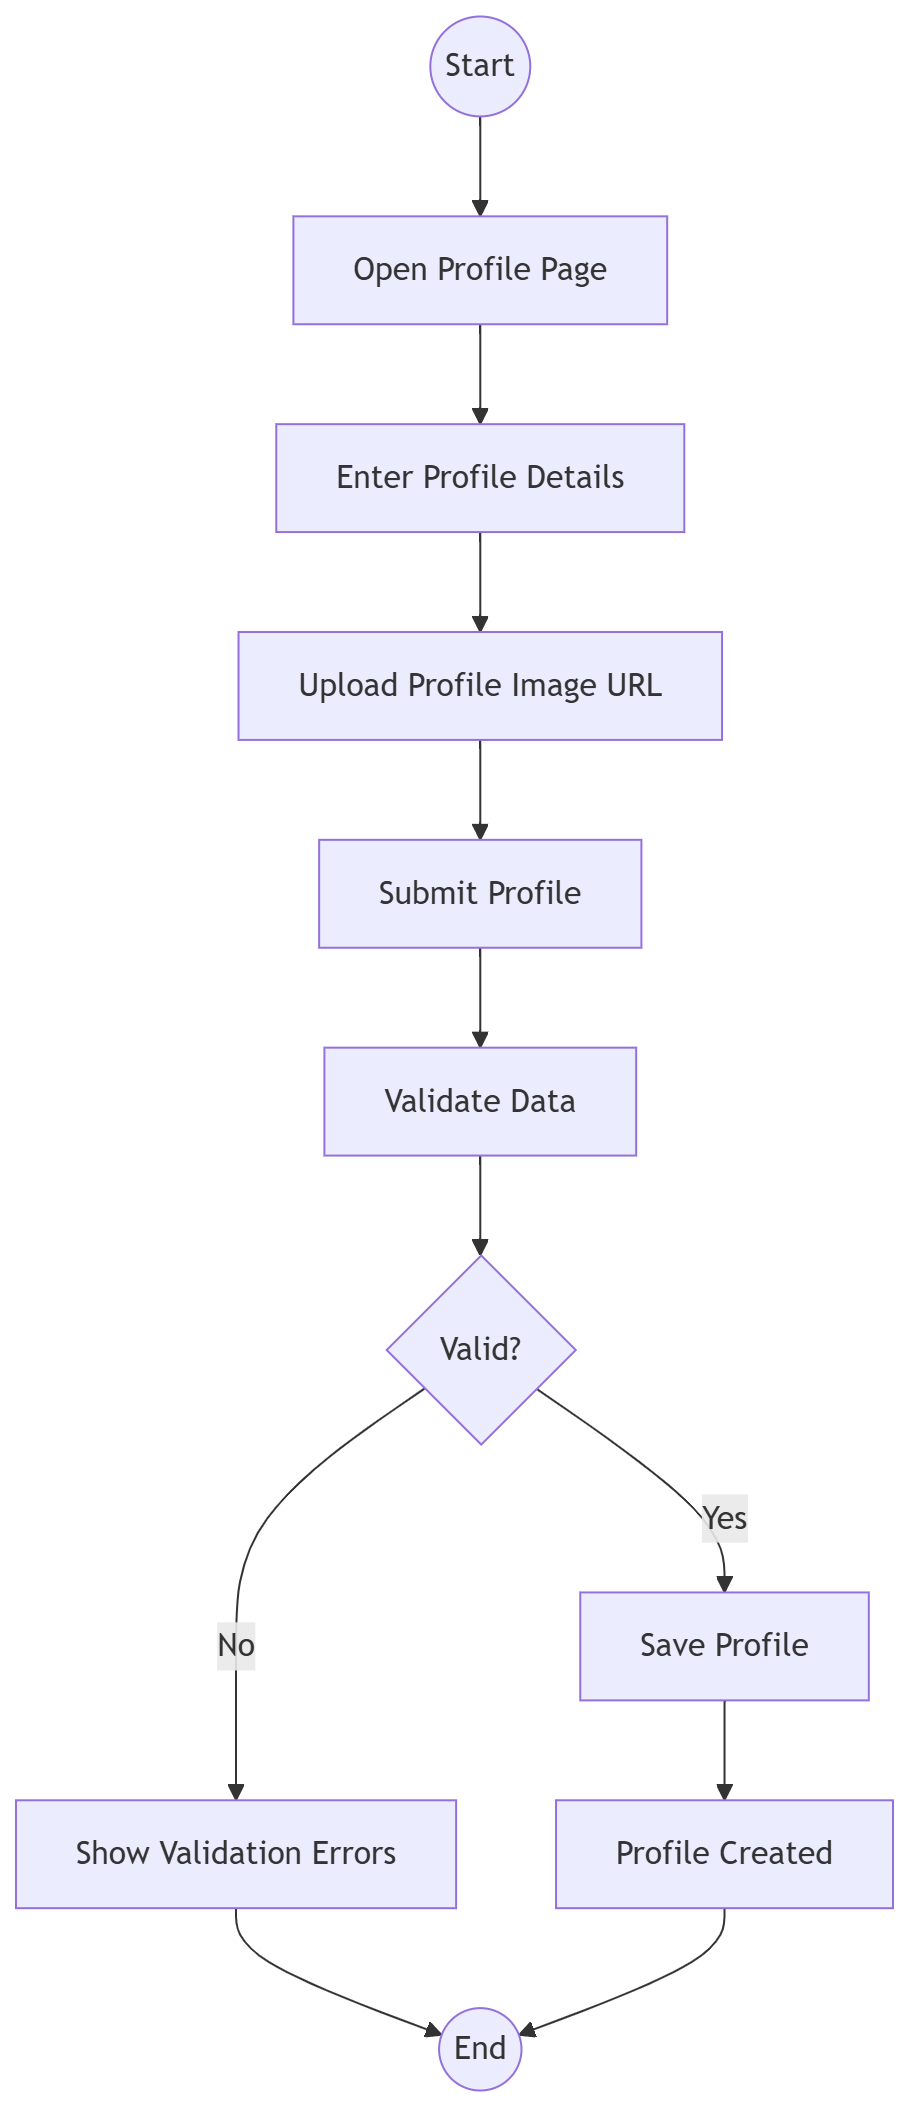 Start
Open Profile Page
Enter Profile Details
Upload Profile Image URL
Submit Profile
Validate Data
Valid?
Yes
No
Save Profile
Show Validation Errors
Profile Created
End